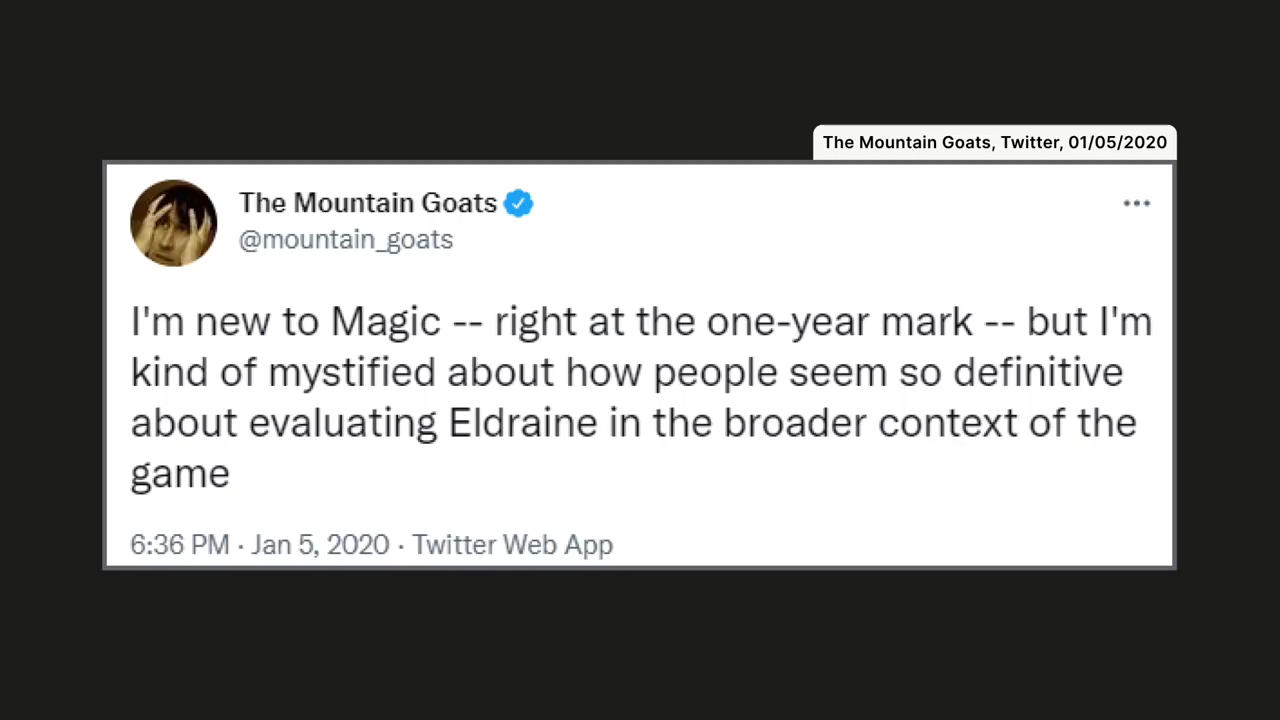 The Mountain Goats, Twitter, 01/05/2020
The Mountain Goats
@mountain_goats
I'm new to Magic -- right at the one-year mark -- but I'm
kind of mystified about how people seem so definitive
about evaluating Eldraine in the broader context of the
game
6:36 PM · Jan 5, 2020 · Twitter Web App